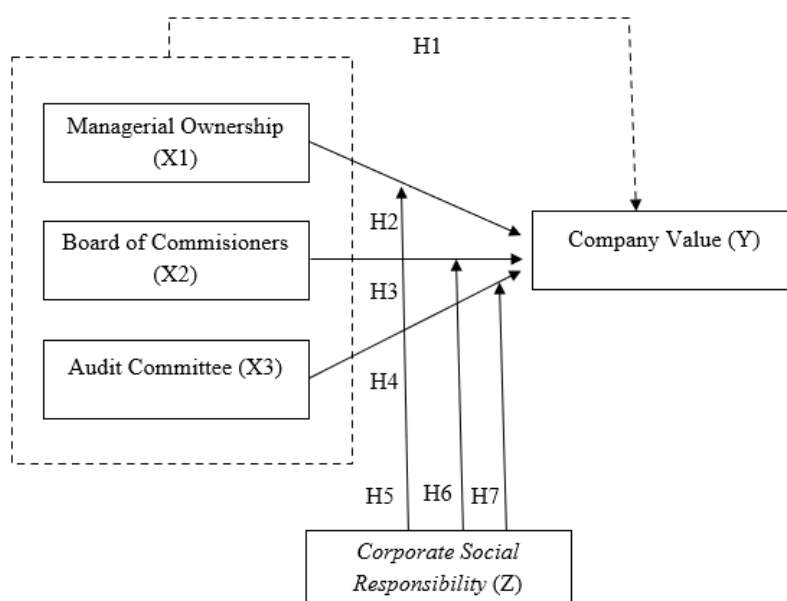 H1
Managerial Ownership
(X1)
H2
Board of Commisioners
(X2)
Company Value (Y)
H3
Audit Committee (X3)
H4
H5
H6
H7
Corporate Social
Responsibility (Z)